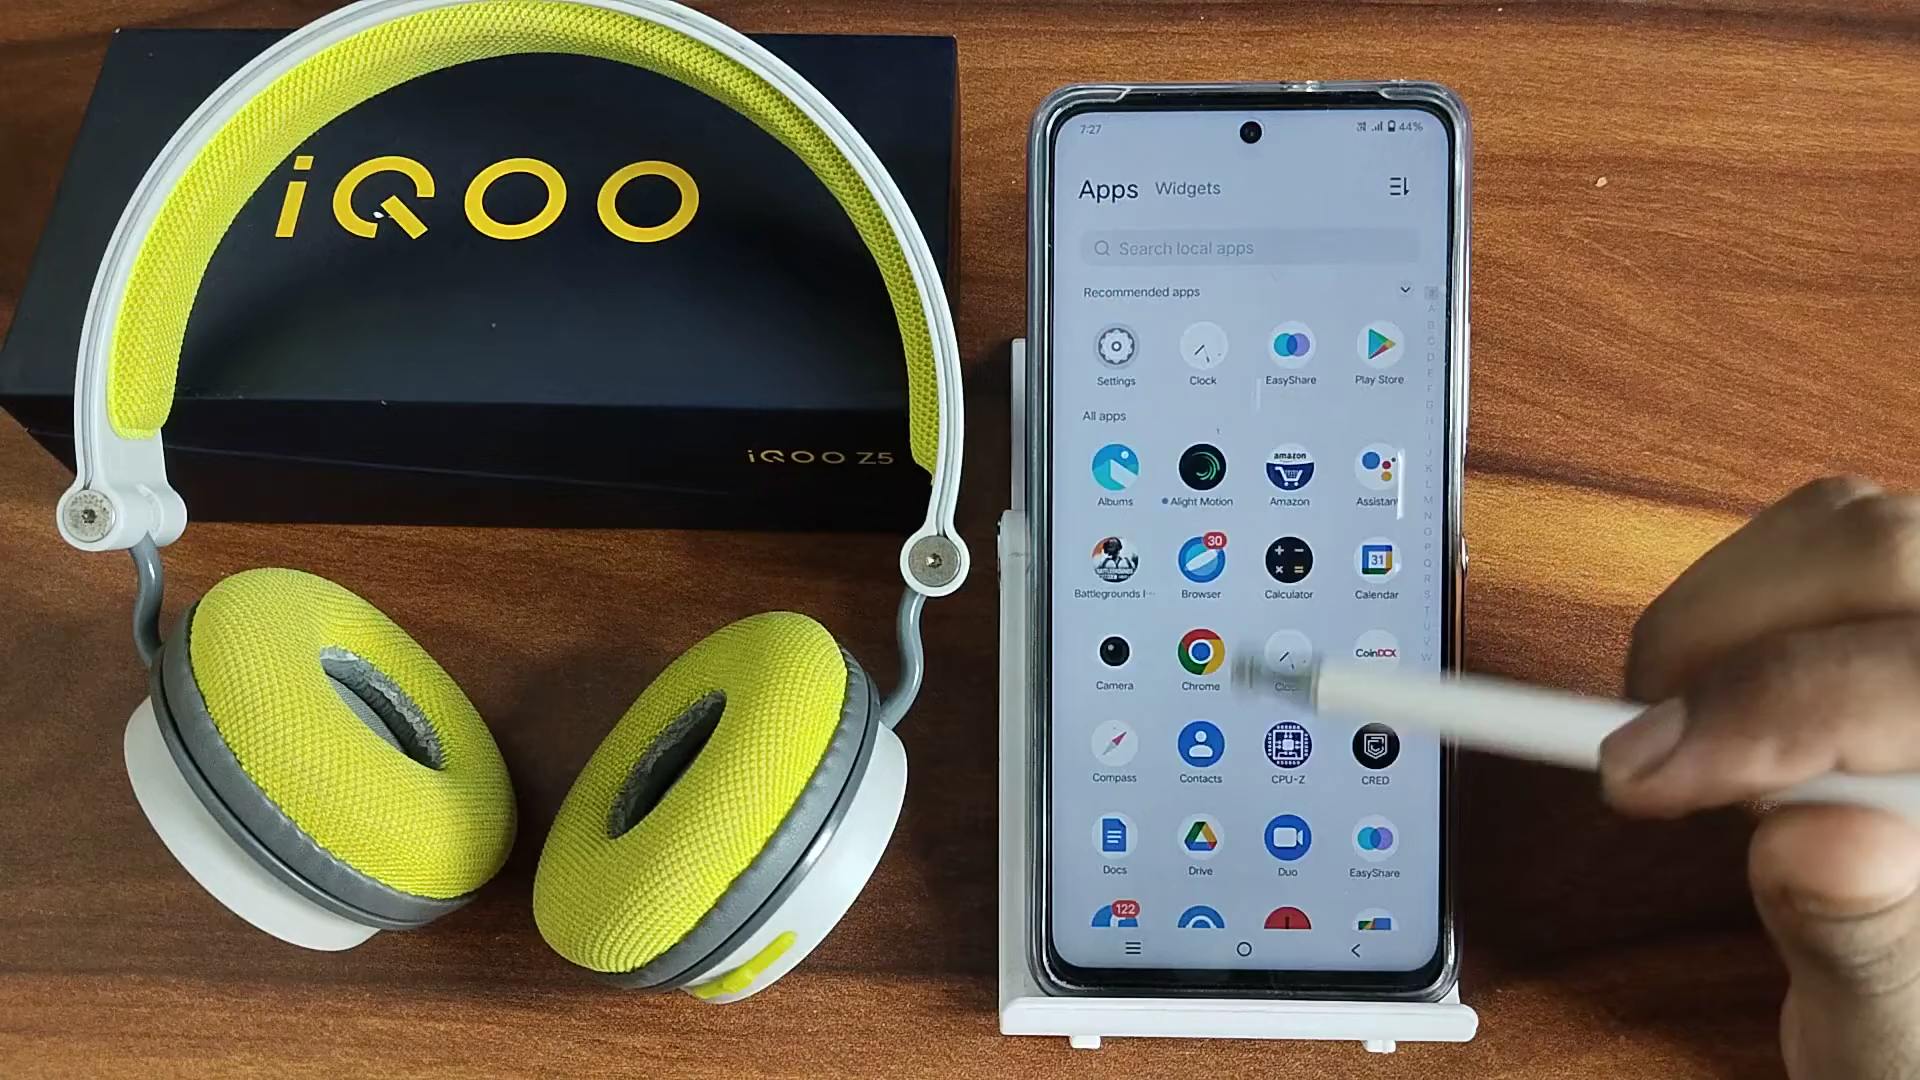 iQOO
iQOO Z5
7:27
44%
Apps Widgets
Search local apps
Recommended apps
Settings Clock EasyShare Play Store
All apps
Albums Alight Motion Amazon Assistant
amazon
Battlegrounds I··· Browser Calculator Calendar
30
31
Camera Chrome CoinDCX
Compass Contacts CPU-Z CRED
Docs Drive Duo EasyShare
122